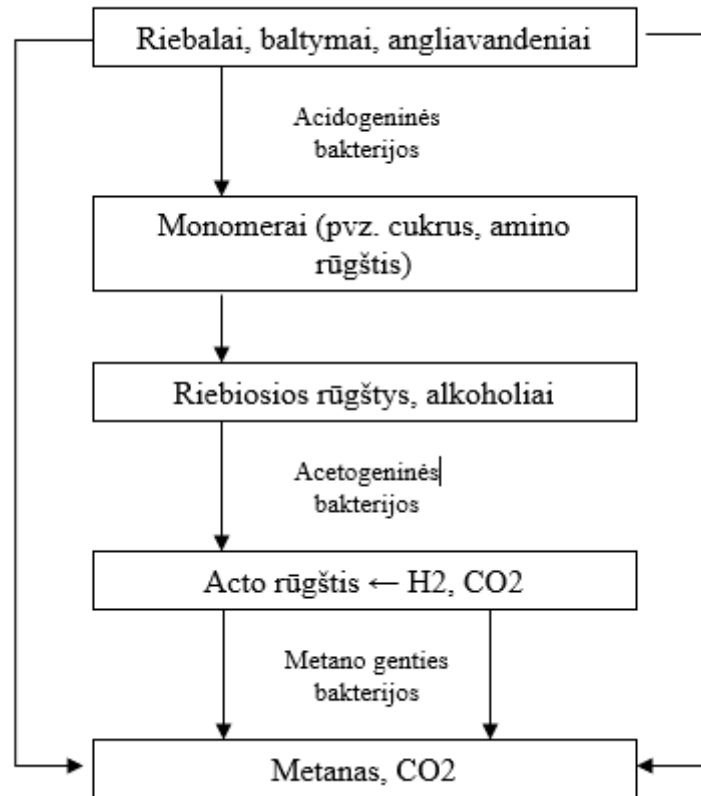 Riebalai, baltymai, angliavandeniai
Acidogeninės
bakterijos
Monomerai (pvz. cukrus, amino
rūgštis)
Riebiosios rūgštys, alkoholiai
Acetogeninės
bakterijos
Acto rūgštis ← H2, CO2
Metano genties
bakterijos
Metanas, CO2